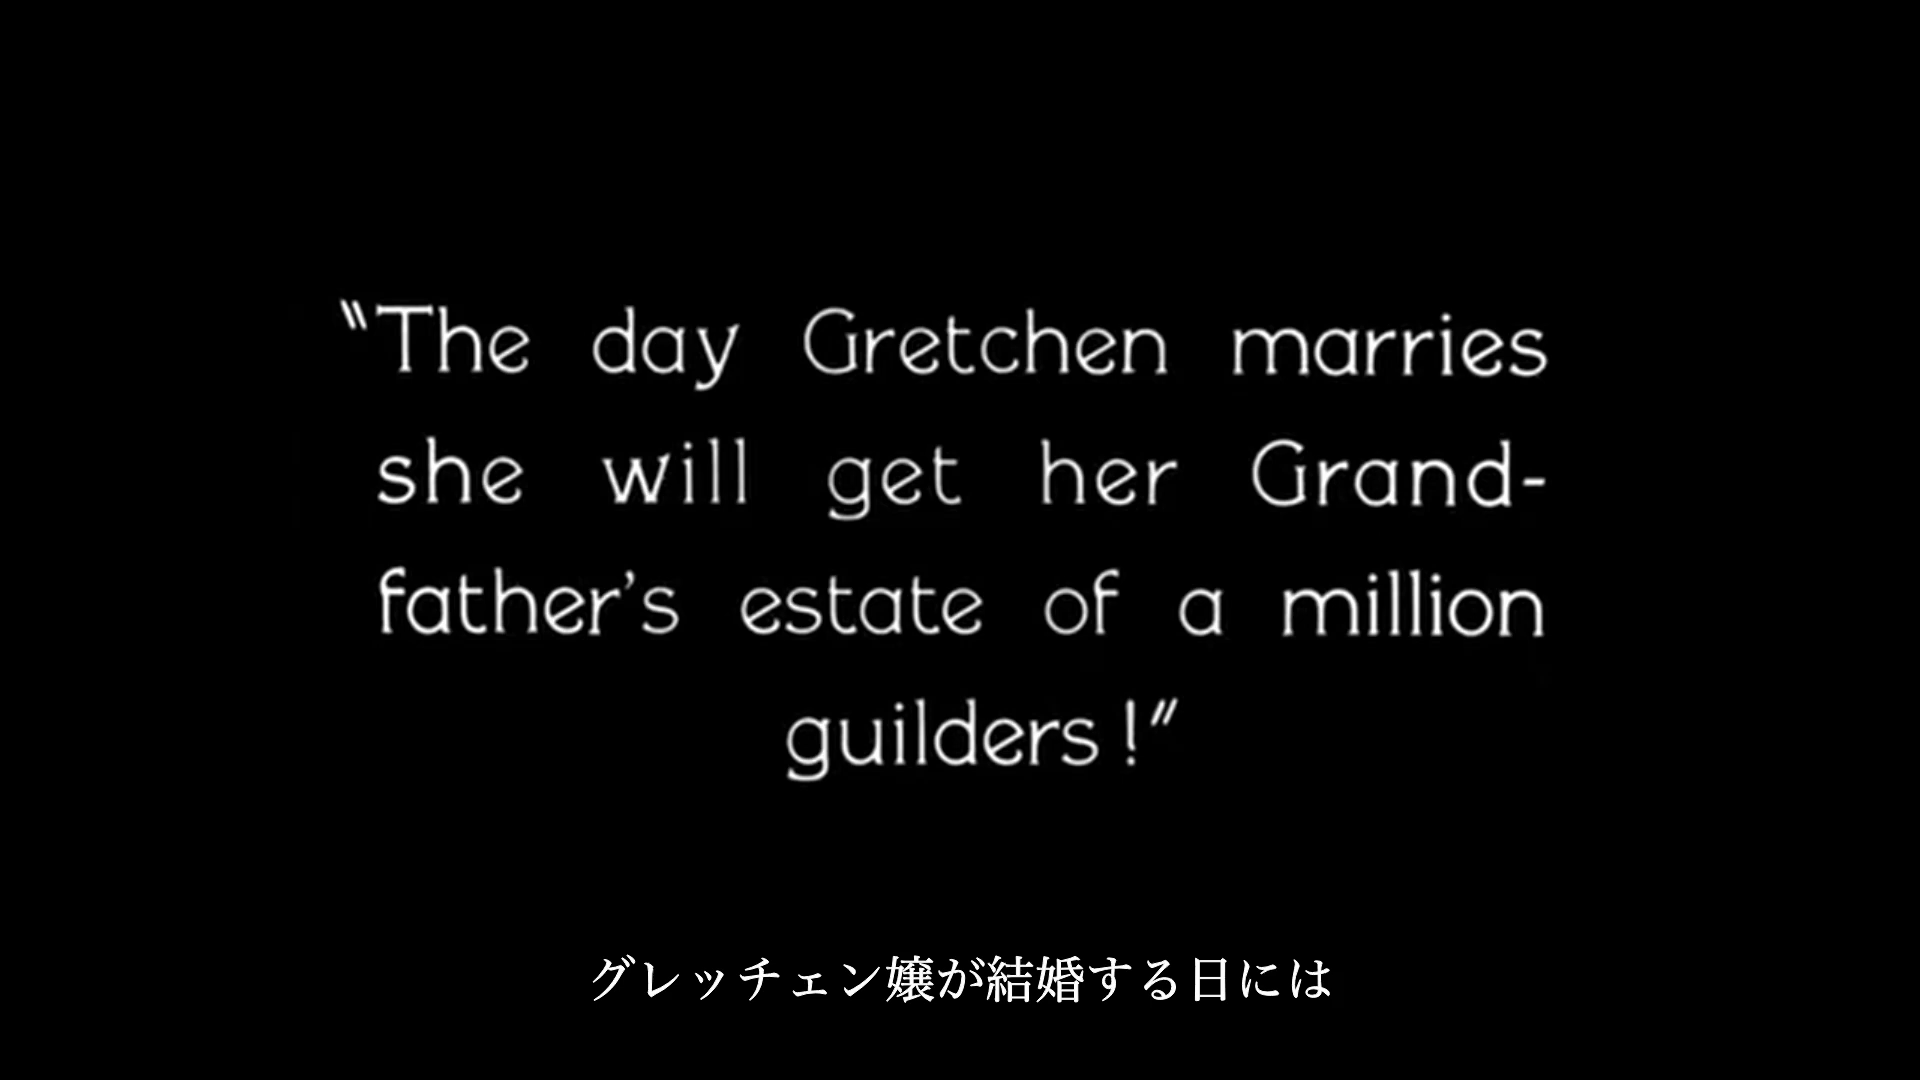 “The day Gretchen marries
she will get her Grand-
father’s estate of a million
guilders!”
グレッチェン嬢が結婚する日には